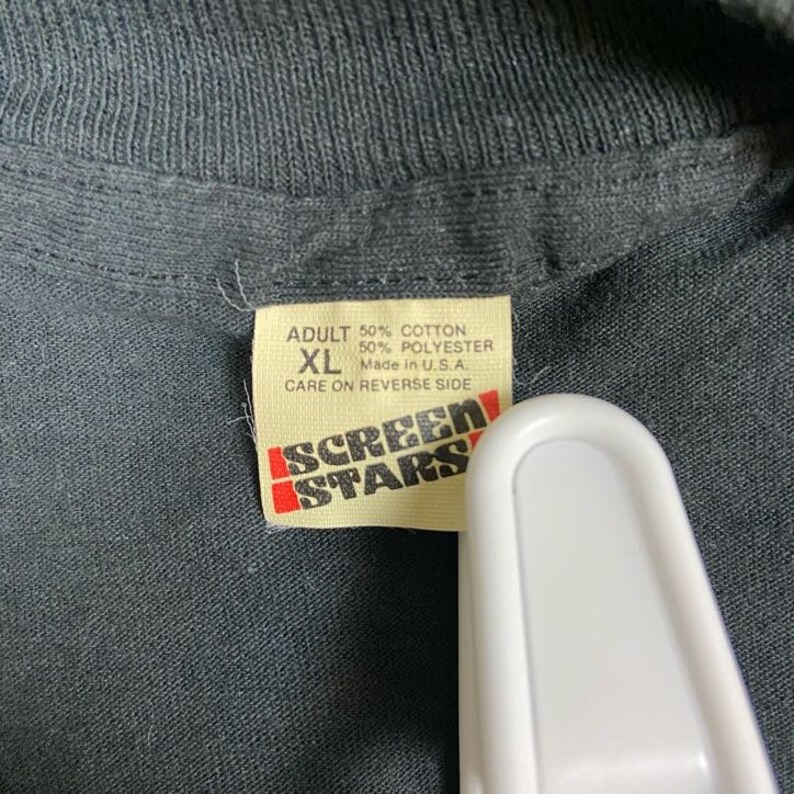 ADULT 50% COTTON
XL 50% POLYESTER
Made in U.S.A.
CARE ON REVERSE SIDE
SCREEN
STARS